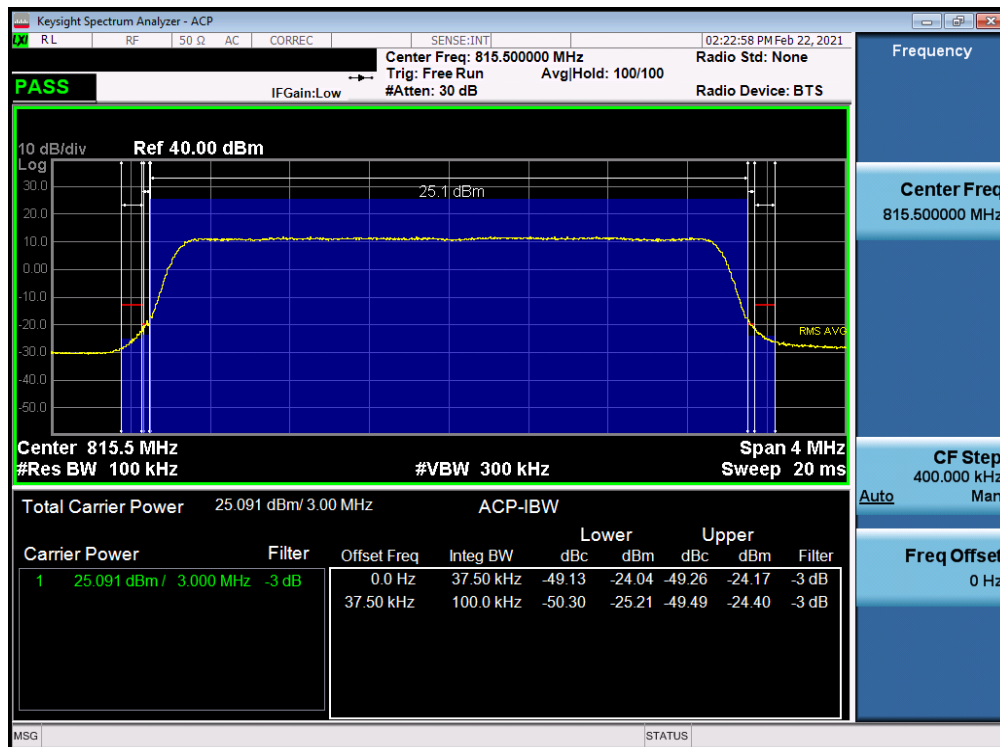 Keysight Spectrum Analyzer - ACP
LXI RL RF 50 Ω AC CORREC SENSE:INT 02:22:58 PM Feb 22, 2021
Center Freq: 815.500000 MHz Radio Std: None
Trig: Free Run Avg|Hold: 100/100
PASS IFGain:Low #Atten: 30 dB Radio Device: BTS
10 dB/div Ref 40.00 dBm
Log
30.0
25.1 dBm
20.0
10.0
0.00
-10.0
-20.0
RMS AVG
-30.0
-40.0
-50.0
Center 815.5 MHz Span 4 MHz
#Res BW 100 kHz #VBW 300 kHz Sweep 20 ms
Total Carrier Power 25.091 dBm/ 3.00 MHz ACP-IBW
Lower Upper
Carrier Power Filter Offset Freq Integ BW dBc dBm dBc dBm Filter
1 25.091 dBm / 3.000 MHz -3 dB 0.0 Hz 37.50 kHz -49.13 -24.04 -49.26 -24.17 -3 dB
37.50 kHz 100.0 kHz -50.30 -25.21 -49.49 -24.40 -3 dB
MSG STATUS
Frequency
Center Freq
815.500000 MHz
CF Step
400.000 kHz
Auto Man
Freq Offset
0 Hz